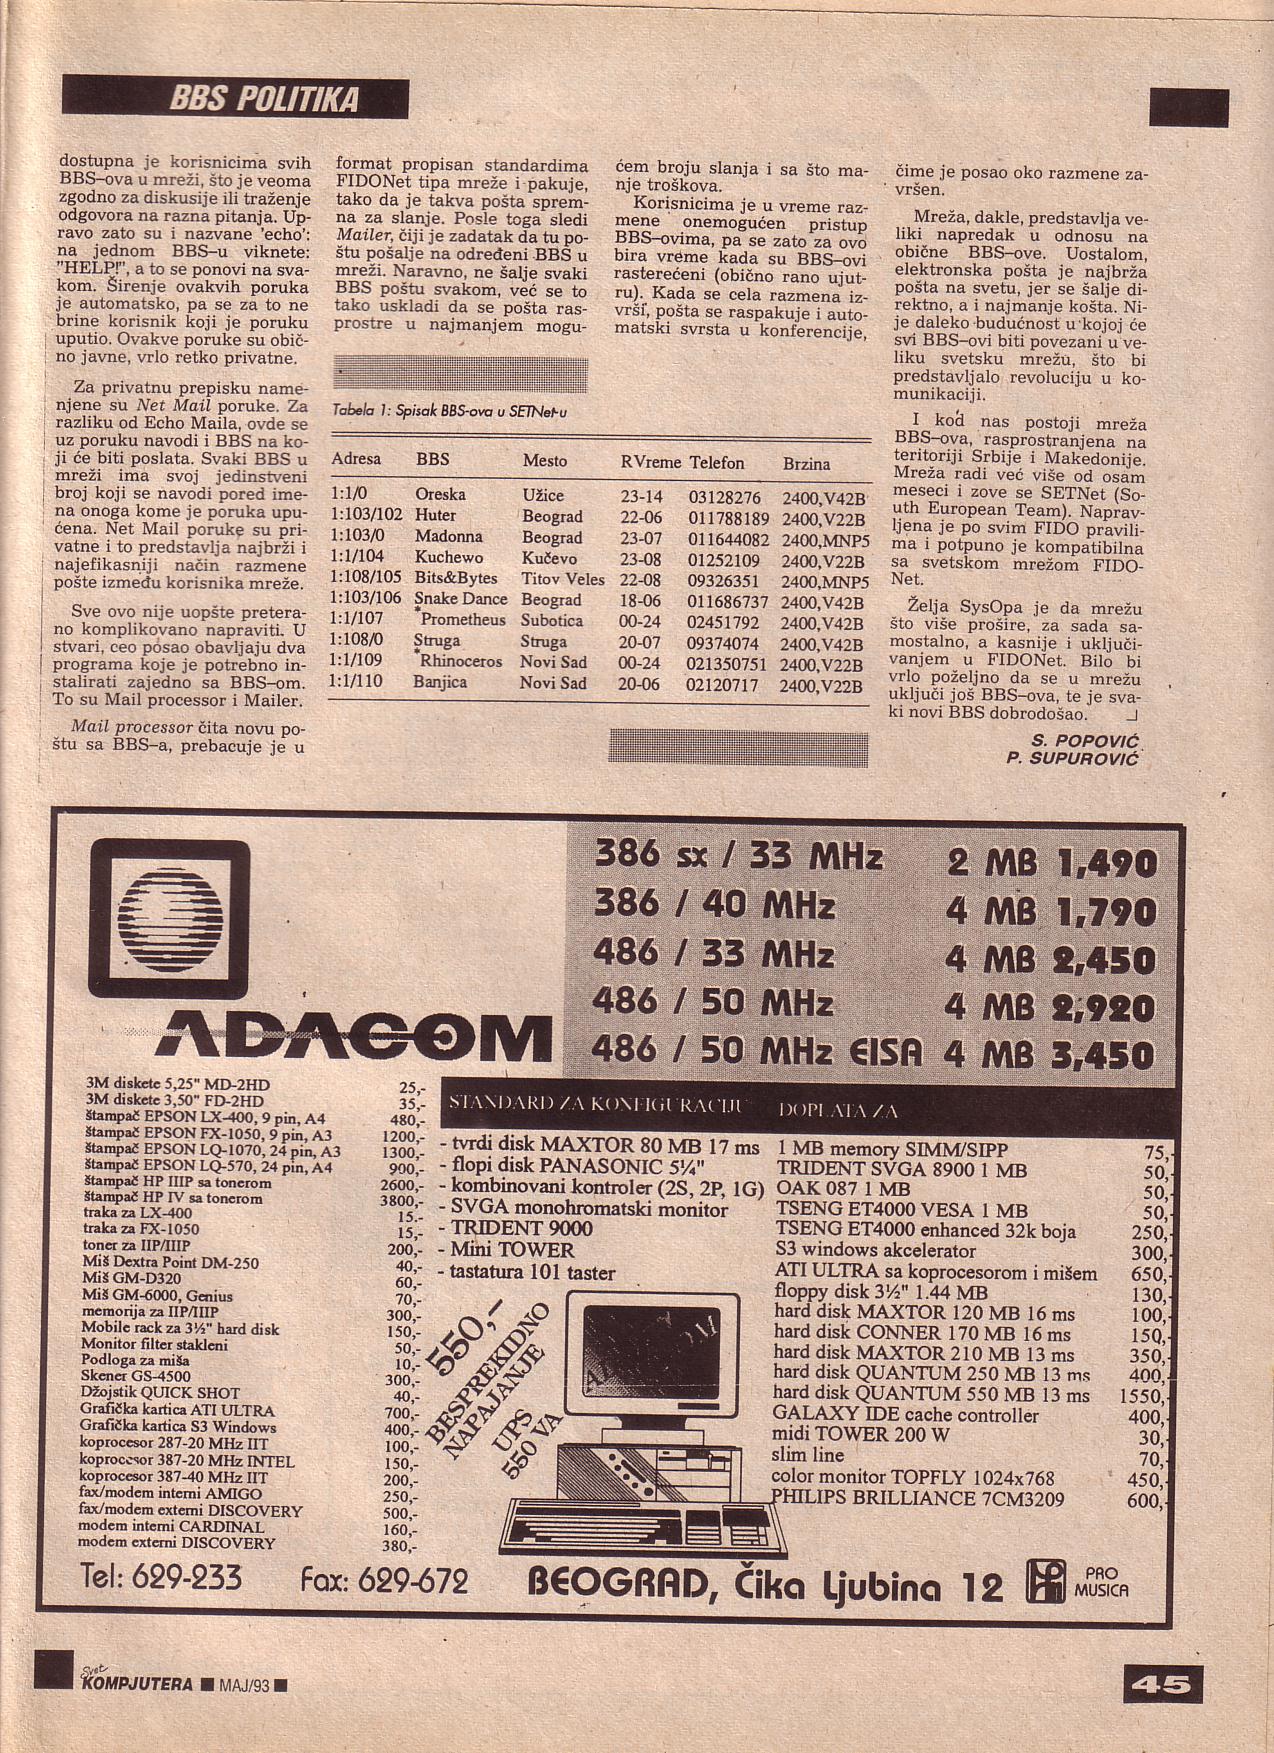 BBS POLITIKA
dostupna je korisnicima svih
BBS–ova u mreži, što je veoma
zgodno za diskusije ili traženje
odgovora na razna pitanja. Up-
ravo zato su i nazvane 'echo':
na jednom BBS–u viknete:
"HELP!", a to se ponovi na sva-
kom. Širenje ovakvih poruka
je automatsko, pa se za to ne
brine korisnik koji je poruku
uputio. Ovakve poruke su obič-
no javne, vrlo retko privatne.
Za privatnu prepisku name-
njene su Net Mail poruke. Za
razliku od Echo Maila, ovde se
uz poruku navodi i BBS na ko-
ji će biti poslata. Svaki BBS u
mreži ima svoj jedinstveni
broj koji se navodi pored ime-
na onoga kome je poruka upu-
ćena. Net Mail poruke su pri-
vatne i to predstavlja najbrži i
najefikasniji način razmene
pošte između korisnika mreže.
Sve ovo nije uopšte pretera-
no komplikovano napraviti. U
stvari, ceo posao obavljaju dva
programa koje je potrebno in-
stalirati zajedno sa BBS–om.
To su Mail processor i Mailer.
Mail processor čita novu po-
štu sa BBS–a, prebacuje je u
format propisan standardima
FIDONet tipa mreže i pakuje,
tako da je takva pošta sprem-
na za slanje. Posle toga sledi
Mailer, čiji je zadatak da tu po-
štu pošalje na određeni BBS u
mreži. Naravno, ne šalje svaki
BBS poštu svakom, već se to
tako uskladi da se pošta ras-
prostre u najmanjem mogu-
ćem broju slanja i sa što ma-
nje troškova.
Korisnicima je u vreme raz-
mene onemogućen pristup
BBS–ovima, pa se zato za ovo
bira vreme kada su BBS–ovi
rasterećeni (obično rano ujut-
ru). Kada se cela razmena iz-
vrši, pošta se raspakuje i auto-
matski svrsta u konferencije,
čime je posao oko razmene za-
vršen.
Mreža, dakle, predstavlja ve-
liki napredak u odnosu na
obične BBS–ove. Uostalom,
elektronska pošta je najbrža
pošta na svetu, jer se šalje di-
rektno, a i najmanje košta. Ni-
je daleko budućnost u kojoj će
svi BBS–ovi biti povezani u ve-
liku svetsku mrežu, što bi
predstavljalo revoluciju u ko-
munikaciji.
I kod nas postoji mreža
BBS–ova, rasprostranjena na
teritoriji Srbije i Makedonije.
Mreža radi već više od osam
meseci i zove se SETNet (So-
uth European Team). Naprav-
ljena je po svim FIDO pravili-
ma i potpuno je kompatibilna
sa svetskom mrežom FIDO-
Net.
Želja SysOpa je da mrežu
što više prošire, za sada sa-
mostalno, a kasnije i uključi-
vanjem u FIDONet. Bilo bi
vrlo poželjno da se u mrežu
uključi još BBS–ova, te je sva-
ki novi BBS dobrodošao.
S. POPOVIĆ
P. SUPUROVIĆ
Tabela 1: Spisak BBS-ova u SETNet-u
Adresa BBS Mesto RVreme Telefon Brzina
1:1/0 Oreska Užice 23-14 03128276 2400,V42B
1:103/102 Huter Beograd 22-06 011788189 2400,V22B
1:103/0 Madonna Beograd 23-07 011644082 2400,MNP5
1:1/104 Kuchewo Kučevo 23-08 01252109 2400,V22B
1:108/105 Bits&Bytes Titov Veles 22-08 09326351 2400,MNP5
1:103/106 Snake Dance Beograd 18-06 011686737 2400,V42B
1:1/107 *Prometheus Subotica 00-24 02451792 2400,V42B
1:108/0 Struga Struga 20-07 09374074 2400,V42B
1:1/109 *Rhinoceros Novi Sad 00-24 021350751 2400,V22B
1:1/110 Banjica Novi Sad 20-06 02120717 2400,V22B
386 sx / 33 MHz 2 MB 1,490
386 / 40 MHz 4 MB 1,790
486 / 33 MHz 4 MB 2,450
486 / 50 MHz 4 MB 2,920
486 / 50 MHz EISA 4 MB 3,450
ADACOM
3M diskete 5,25" MD-2HD 25,-
3M diskete 3,50" FD-2HD 35,-
štampač EPSON LX-400, 9 pin, A4 480,-
štampač EPSON FX-1050, 9 pin, A3 1200,-
štampač EPSON LQ-1070, 24 pin, A3 1300,-
štampač EPSON LQ-570, 24 pin, A4 900,-
štampač HP IIIP sa tonerom 2600,-
štampač HP IV sa tonerom 3800,-
traka za LX-400 15.-
traka za FX-1050 15,-
toner za IIP/IIIP 200,-
Miš Dextra Point DM-250 40,-
Miš GM-D320 60,-
Miš GM-6000, Genius 70,-
memorija za IIP/IIIP 300,-
Mobile rack za 3½" hard disk 150,-
Monitor filter stakleni 50,-
Podloga za miša 10,-
Skener GS-4500 300,-
Džojstik QUICK SHOT 40,-
Grafička kartica ATI ULTRA 700,-
Grafička kartica S3 Windows 400,-
koprocesor 287-20 MHz IIT 100,-
koprocesor 387-20 MHz INTEL 150,-
koprocesor 387-40 MHz IIT 200,-
fax/modem interni AMIGO 250,-
fax/modem externi DISCOVERY 500,-
modem interni CARDINAL 160,-
modem externi DISCOVERY 380,-
STANDARD ZA KONFIGURACIJU
- tvrdi disk MAXTOR 80 MB 17 ms
- flopi disk PANASONIC 5¼"
- kombinovani kontroler (2S, 2P, 1G)
- SVGA monohromatski monitor
- TRIDENT 9000
- Mini TOWER
- tastatura 101 taster
550,-
BESPREKIDNO
NAPAJANJE
UPS
550 VA
DOPLATA ZA
1 MB memory SIMM/SIPP 75,-
TRIDENT SVGA 8900 1 MB 50,-
OAK 087 1 MB 50,-
TSENG ET4000 VESA 1 MB 50,-
TSENG ET4000 enhanced 32k boja 250,-
S3 windows akcelerator 300,-
ATI ULTRA sa koprocesorom i mišem 650,-
floppy disk 3½" 1.44 MB 130,-
hard disk MAXTOR 120 MB 16 ms 100,-
hard disk CONNER 170 MB 16 ms 150,-
hard disk MAXTOR 210 MB 13 ms 350,-
hard disk QUANTUM 250 MB 13 ms 400,-
hard disk QUANTUM 550 MB 13 ms 1550,-
GALAXY IDE cache controller 400,-
midi TOWER 200 W 30,-
slim line 70,-
color monitor TOPFLY 1024x768 450,-
PHILIPS BRILLIANCE 7CM3209 600,-
Tel: 629-233 Fax: 629-672 BEOGRAD, Čika Ljubina 12
PRO
MUSICA
Svet
KOMPJUTERA ■ MAJ/93 ■
45